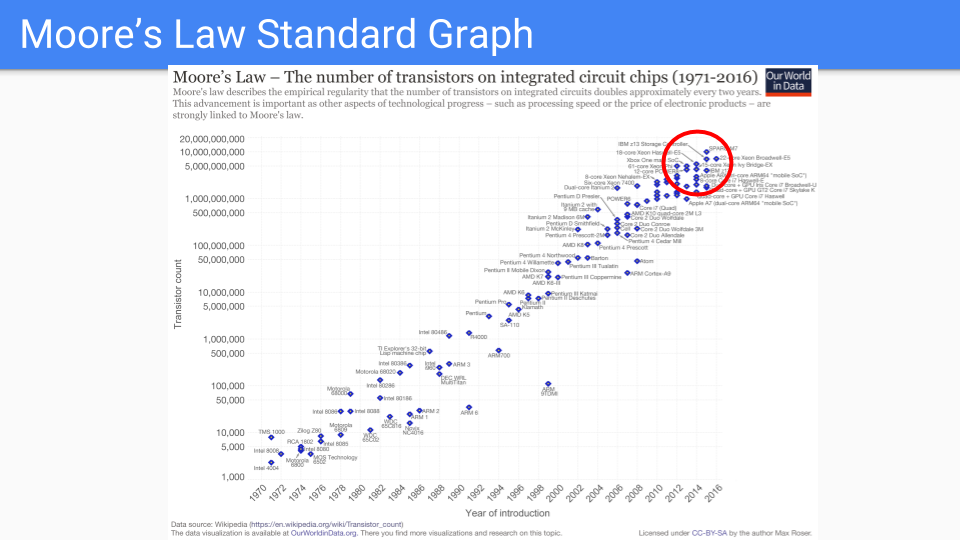 Moore's Law Standard Graph
Moore's Law – The number of transistors on integrated circuit chips (1971-2016)
Our World
in Data
Moore's law describes the empirical regularity that the number of transistors on integrated circuits doubles approximately every two years.
This advancement is important as other aspects of technological progress – such as processing speed or the price of electronic products – are
strongly linked to Moore's law.
Transistor count
20,000,000,000
10,000,000,000
5,000,000,000
1,000,000,000
500,000,000
100,000,000
50,000,000
10,000,000
5,000,000
1,000,000
500,000
100,000
50,000
10,000
5,000
1,000
IBM z13 Storage Controller
18-core Xeon Haswell-E5
22-core Xeon Broadwell-E5
Xbox One main SoC
15-core Xeon Ivy Bridge-EX
61-core Xeon
12-core POWER8
8-core Xeon Nehalem-EX
Six-core Xeon 7400
Dual-core Itanium 2
Apple A7 (dual-core ARM64 "mobile SoC")
Pentium D Presler
POWER6
Itanium 2 with
9 MB cache
Core i7 (Quad)
AMD K10 quad-core 2M L3
Itanium 2 Madison 6M
Core 2 Duo Wolfdale
Pentium D Smithfield
Core 2 Duo Conroe
Itanium 2 McKinley
Cell
Core 2 Duo Wolfdale 3M
Pentium 4 Prescott-2M
Core 2 Duo Allendale
Pentium 4 Cedar Mill
AMD K8
Pentium 4 Prescott
Pentium 4 Northwood
Barton
Pentium 4 Willamette
Pentium III Tualatin
Atom
Pentium II Mobile Dixon
AMD K7
Pentium III Coppermine
ARM Cortex-A9
AMD K6-III
AMD K6
Pentium III Katmai
Pentium II Deschutes
Pentium Pro
Pentium II
Klamath
Pentium
AMD K5
SA-110
Intel 80486
R4000
TI Explorer's 32-bit
Lisp machine chip
ARM700
Intel 80386
Intel
i960
ARM 3
Motorola 68020
DEC WRL
MultiTitan
Intel 80286
ARM
9TDMI
Motorola
68000
Intel 80186
Intel 8086
Intel 8088
ARM 2
ARM 6
ARM 1
WDC
65C816
Novix
NC4016
TMS 1000
Zilog Z80
Motorola
6809
WDC
65C02
RCA 1802
Intel 8085
Intel 8008
Intel 8080
MOS Technology
6502
Motorola
6800
Intel 4004
1970 1972 1974 1976 1978 1980 1982 1984 1986 1988 1990 1992 1994 1996 1998 2000 2002 2004 2006 2008 2010 2012 2014 2016
Year of introduction
Data source: Wikipedia (https://en.wikipedia.org/wiki/Transistor_count)
The data visualization is available at OurWorldinData.org. There you find more visualizations and research on this topic.
Licensed under CC-BY-SA by the author Max Roser.